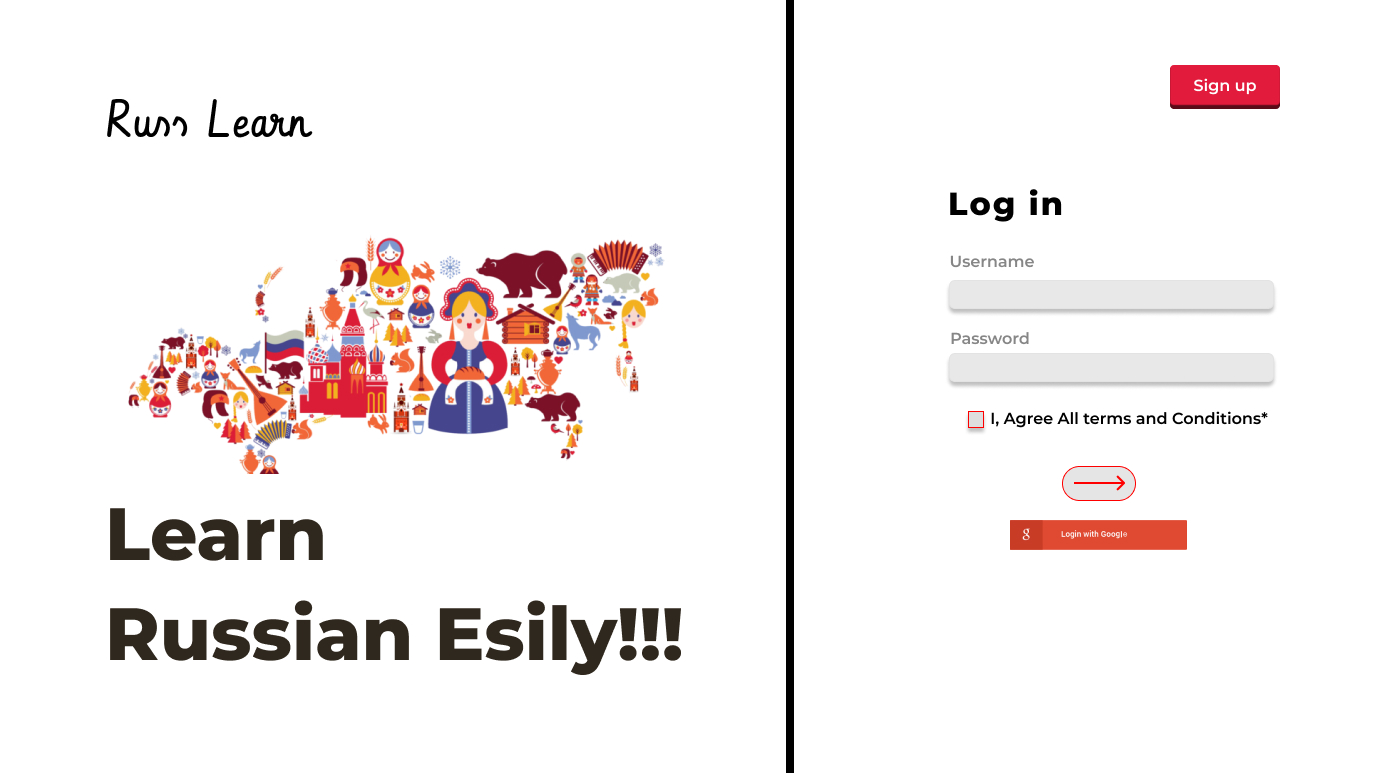 Russ Learn
Learn
Russian Esily!!!
Sign up
Log in
Username
Password
I, Agree All terms and Conditions*
g Login with Google